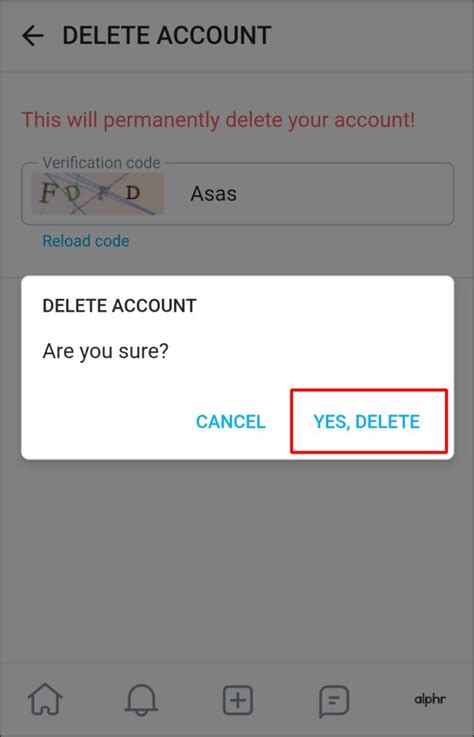 DELETE ACCOUNT
This will permanently delete your account!
Verification code
FDFD Asas
Reload code
DELETE ACCOUNT
Are you sure?
CANCEL YES, DELETE
alphr